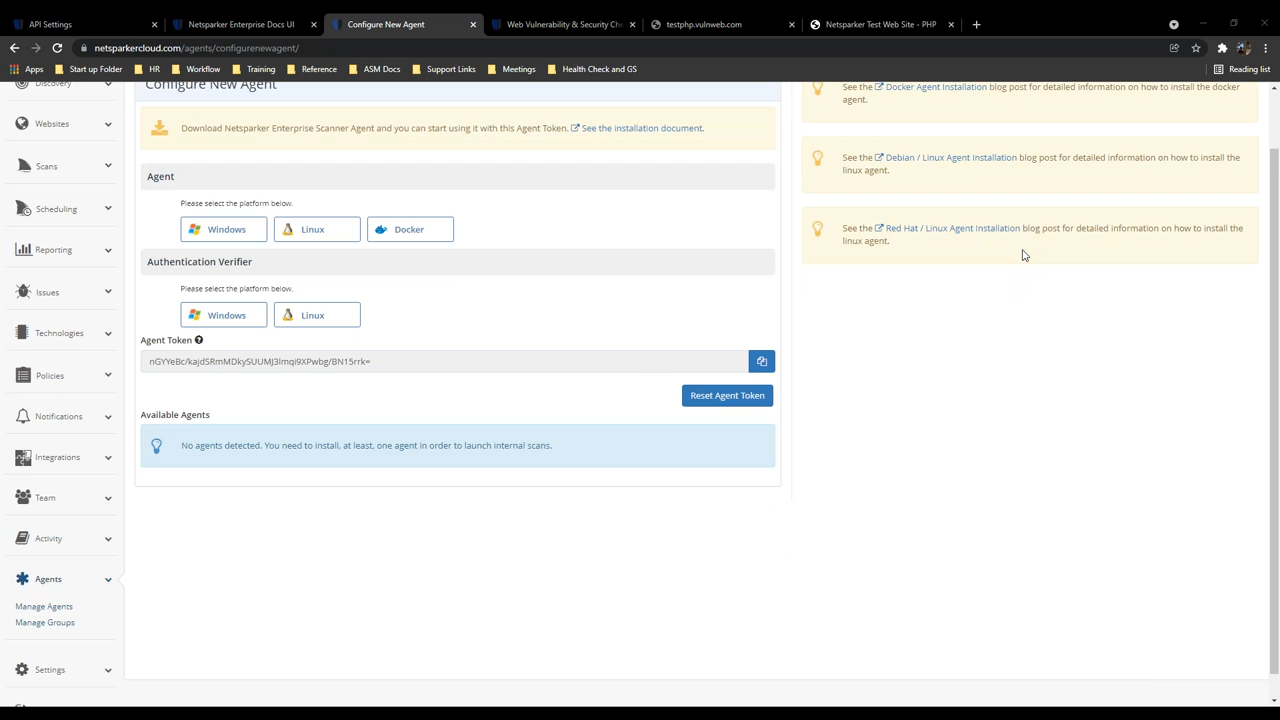 API Settings
Netsparker Enterprise Docs UI
Configure New Agent
Web Vulnerability & Security Che
testphp.vulnweb.com
Netsparker Test Web Site - PHP
netsparkercloud.com/agents/configurenewagent/
Apps
Start up Folder
HR
Workflow
Training
Reference
ASM Docs
Support Links
Meetings
Health Check and GS
Reading list
Discovery
Websites
Scans
Scheduling
Reporting
Issues
Technologies
Policies
Notifications
Integrations
Team
Activity
Agents
Manage Agents
Manage Groups
Settings
Configure New Agent
Download Netsparker Enterprise Scanner Agent and you can start using it with this Agent Token. See the installation document.
Agent
Please select the platform below.
Windows
Linux
Docker
Authentication Verifier
Please select the platform below.
Windows
Linux
Agent Token
nGYYeBc/kajdSRmMDkySUUMJ3lmqi9XPwbg/BN15rrk=
Reset Agent Token
Available Agents
No agents detected. You need to install, at least, one agent in order to launch internal scans.
See the Docker Agent Installation blog post for detailed information on how to install the docker
agent.
See the Debian / Linux Agent Installation blog post for detailed information on how to install the
linux agent.
See the Red Hat / Linux Agent Installation blog post for detailed information on how to install the
linux agent.